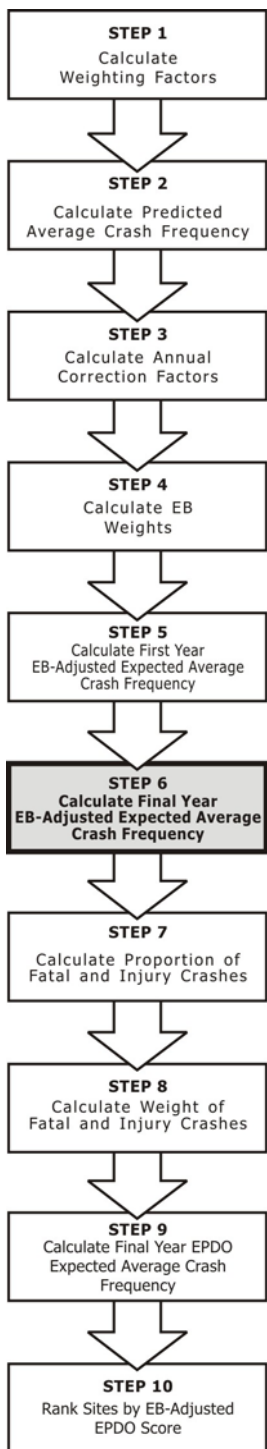 STEP 1
Calculate
Weighting Factors
STEP 2
Calculate Predicted
Average Crash Frequency
STEP 3
Calculate Annual
Correction Factors
STEP 4
Calculate EB
Weights
STEP 5
Calculate First Year
EB-Adjusted Expected Average
Crash Frequency
STEP 6
Calculate Final Year
EB-Adjusted Expected Average
Crash Frequency
STEP 7
Calculate Proportion of
Fatal and Injury Crashes
STEP 8
Calculate Weight of
Fatal and Injury Crashes
STEP 9
Calculate Final Year EPDO
Expected Average Crash
Frequency
STEP 10
Rank Sites by EB-Adjusted
EPDO Score